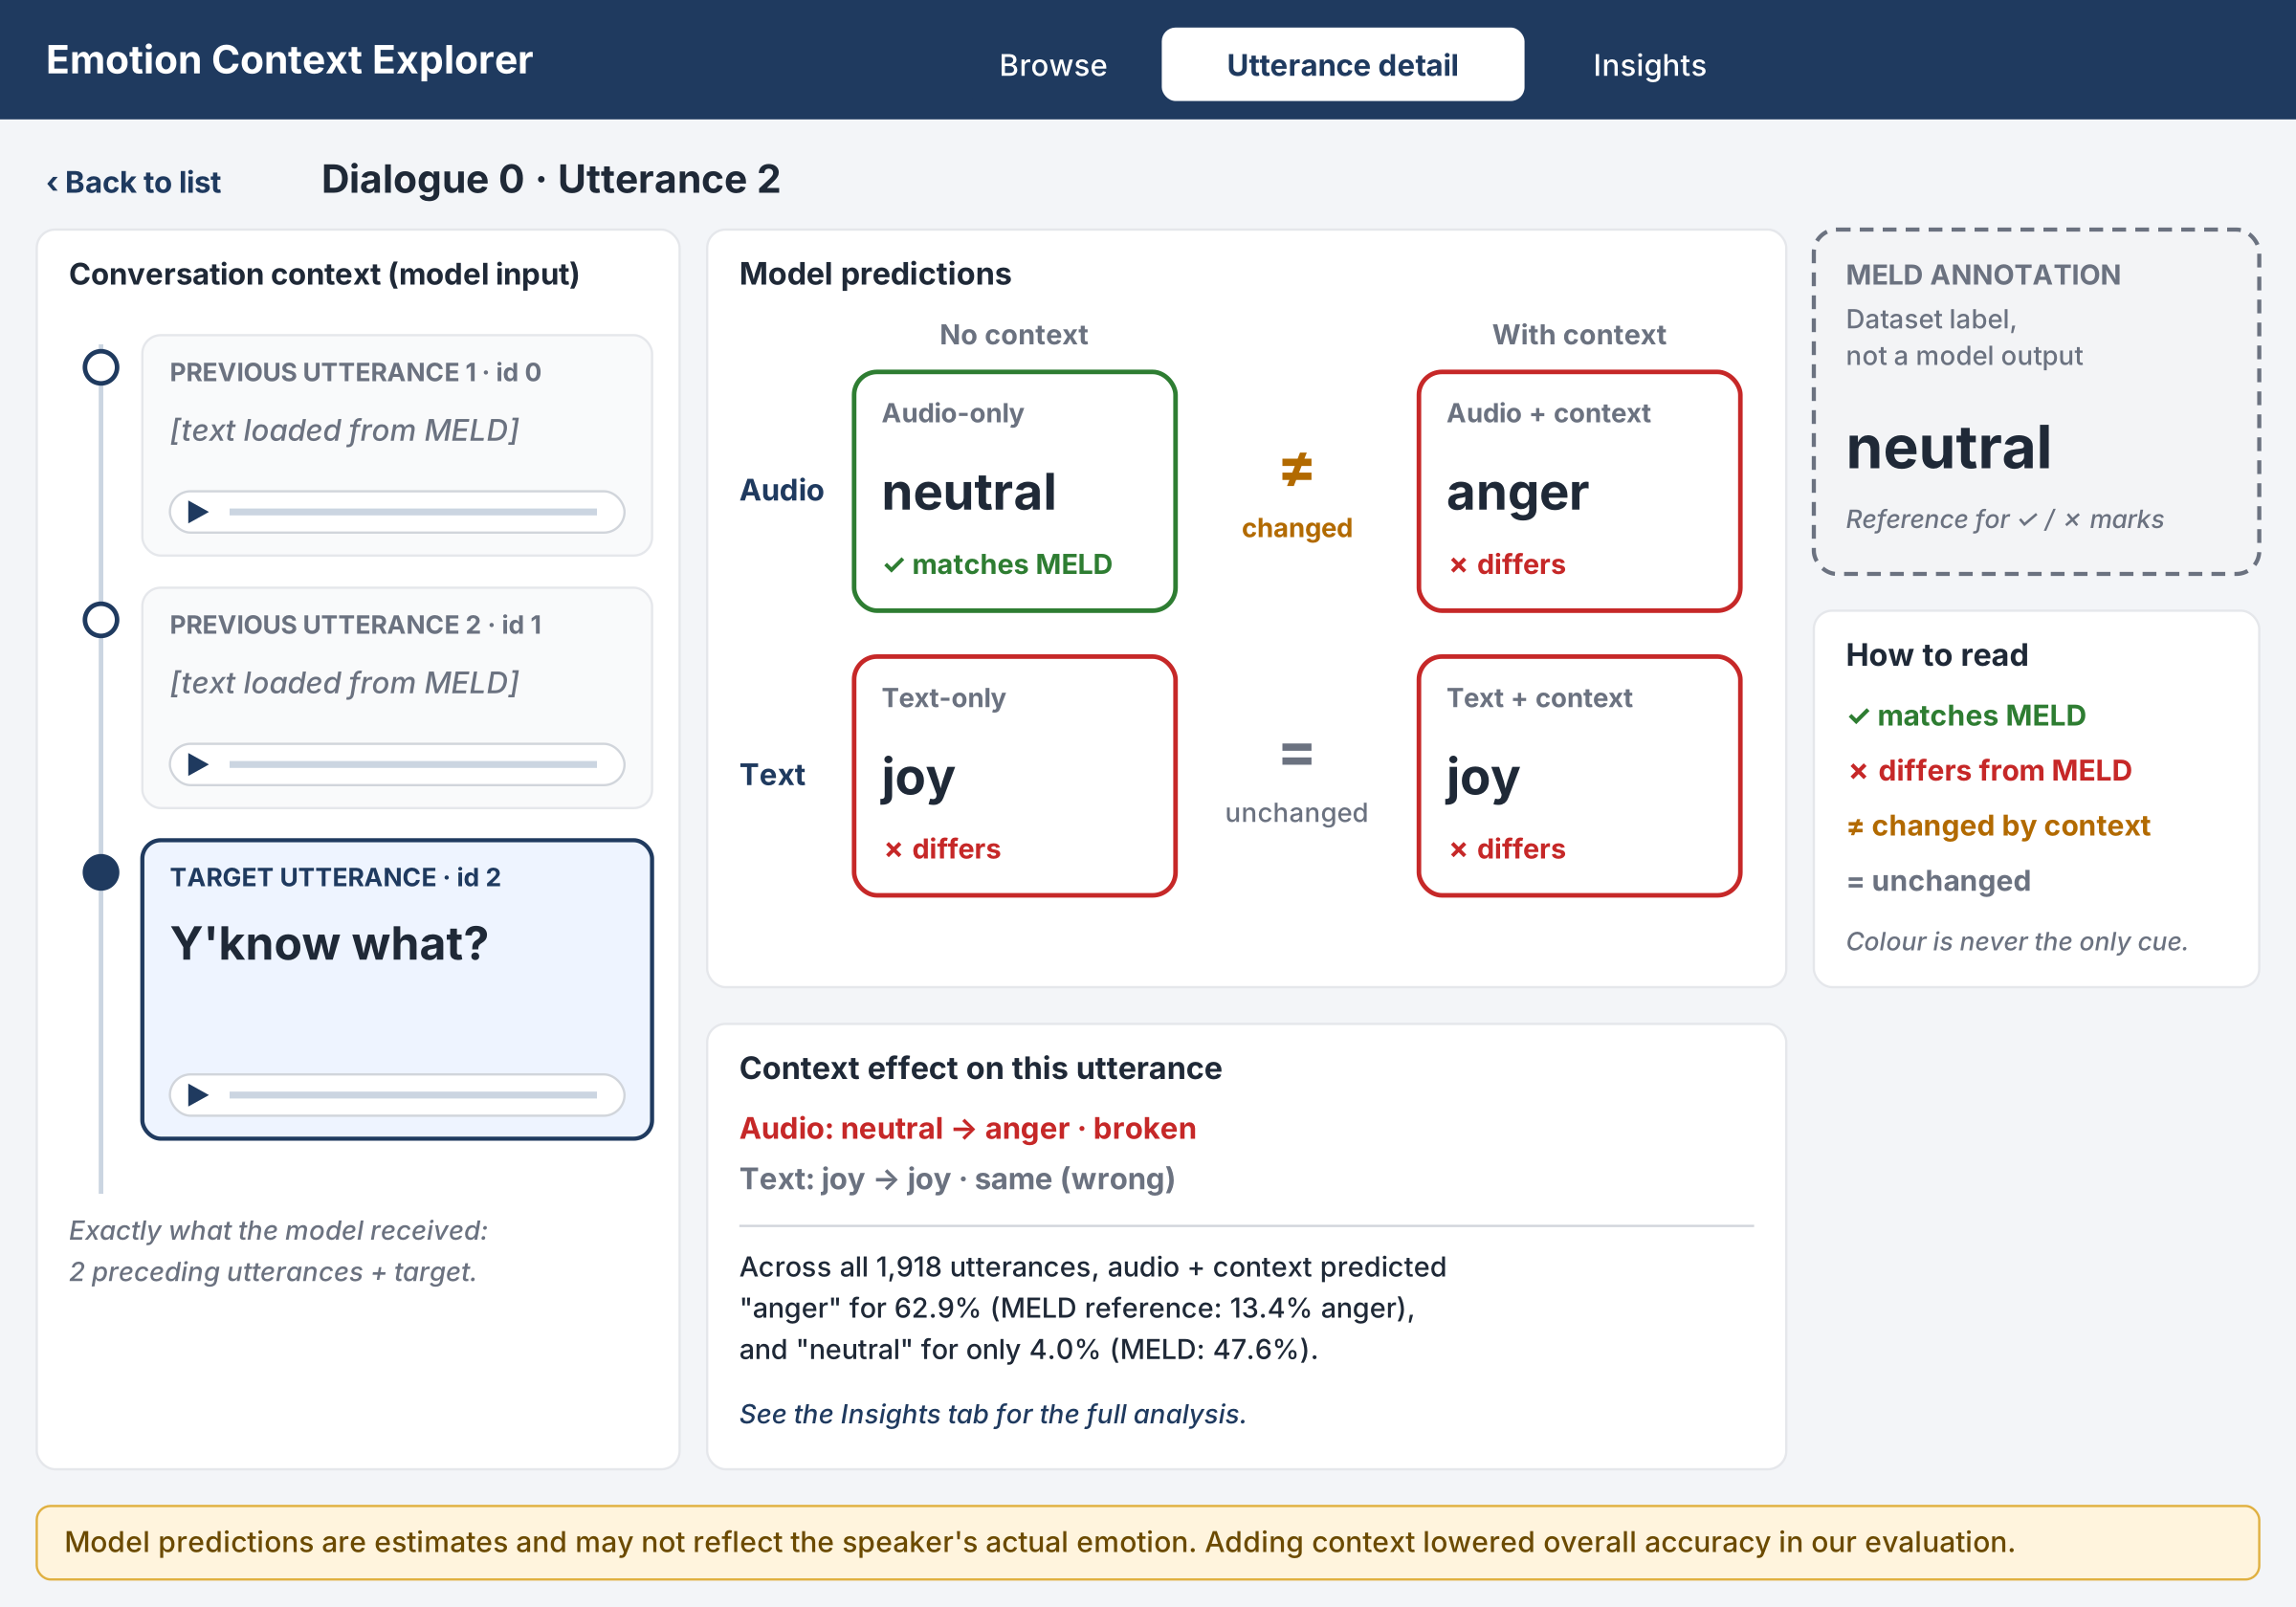 Emotion Context Explorer
Browse
Utterance detail
Insights
‹ Back to list
Dialogue 0 · Utterance 2
Conversation context (model input)
PREVIOUS UTTERANCE 1 · id 0
[text loaded from MELD]
PREVIOUS UTTERANCE 2 · id 1
[text loaded from MELD]
TARGET UTTERANCE · id 2
Y'know what?
Exactly what the model received:
2 preceding utterances + target.
Model predictions
No context
With context
Audio
Audio-only
neutral
✓ matches MELD
≠
changed
Audio + context
anger
× differs
Text
Text-only
joy
× differs
=
unchanged
Text + context
joy
× differs
Context effect on this utterance
Audio: neutral → anger · broken
Text: joy → joy · same (wrong)
Across all 1,918 utterances, audio + context predicted
"anger" for 62.9% (MELD reference: 13.4% anger),
and "neutral" for only 4.0% (MELD: 47.6%).
See the Insights tab for the full analysis.
MELD ANNOTATION
Dataset label,
not a model output
neutral
Reference for ✓ / × marks
How to read
✓ matches MELD
× differs from MELD
≠ changed by context
= unchanged
Colour is never the only cue.
Model predictions are estimates and may not reflect the speaker's actual emotion. Adding context lowered overall accuracy in our evaluation.